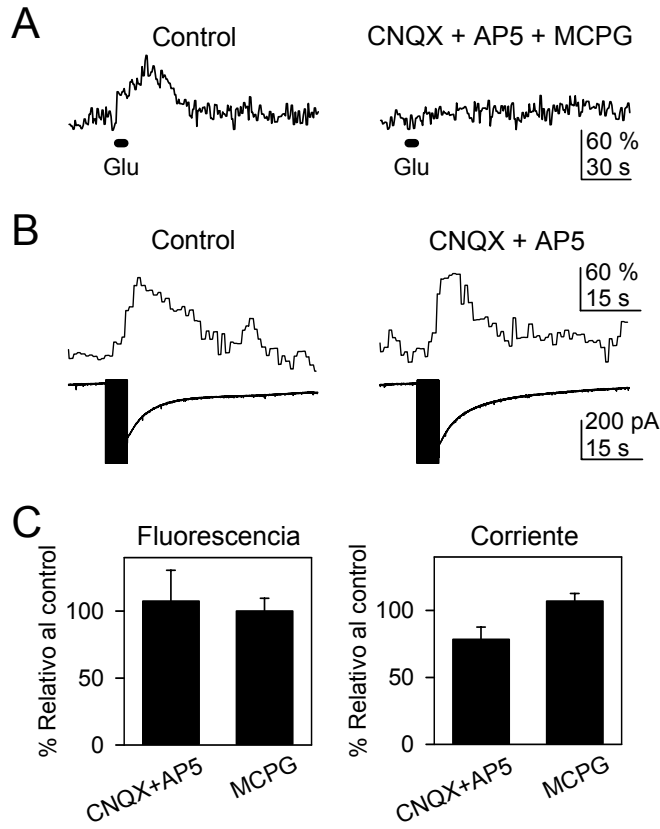 A
Control
CNQX + AP5 + MCPG
Glu
Glu
60 %
30 s
B
Control
CNQX + AP5
60 %
15 s
200 pA
15 s
C
Fluorescencia
Corriente
% Relativo al control
100
50
0
CNQX+AP5
MCPG
% Relativo al control
100
50
0
CNQX+AP5
MCPG